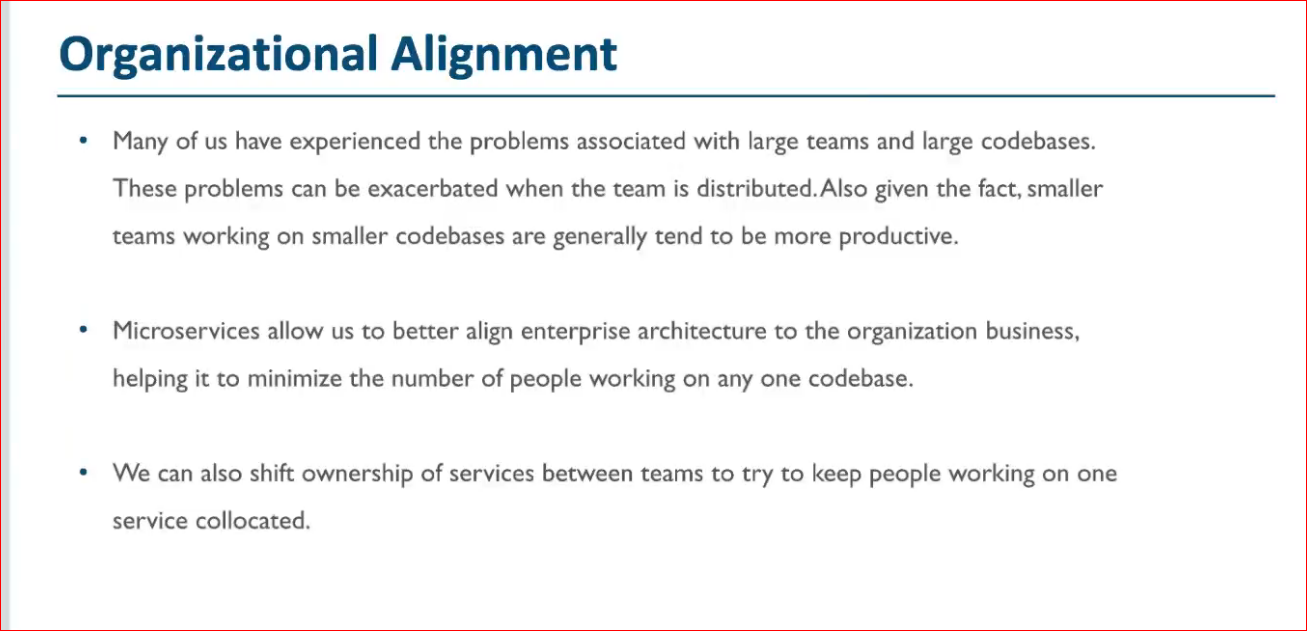 Organizational Alignment
• Many of us have experienced the problems associated with large teams and large codebases.
These problems can be exacerbated when the team is distributed. Also given the fact, smaller
teams working on smaller codebases are generally tend to be more productive.
• Microservices allow us to better align enterprise architecture to the organization business,
helping it to minimize the number of people working on any one codebase.
• We can also shift ownership of services between teams to try to keep people working on one
service collocated.